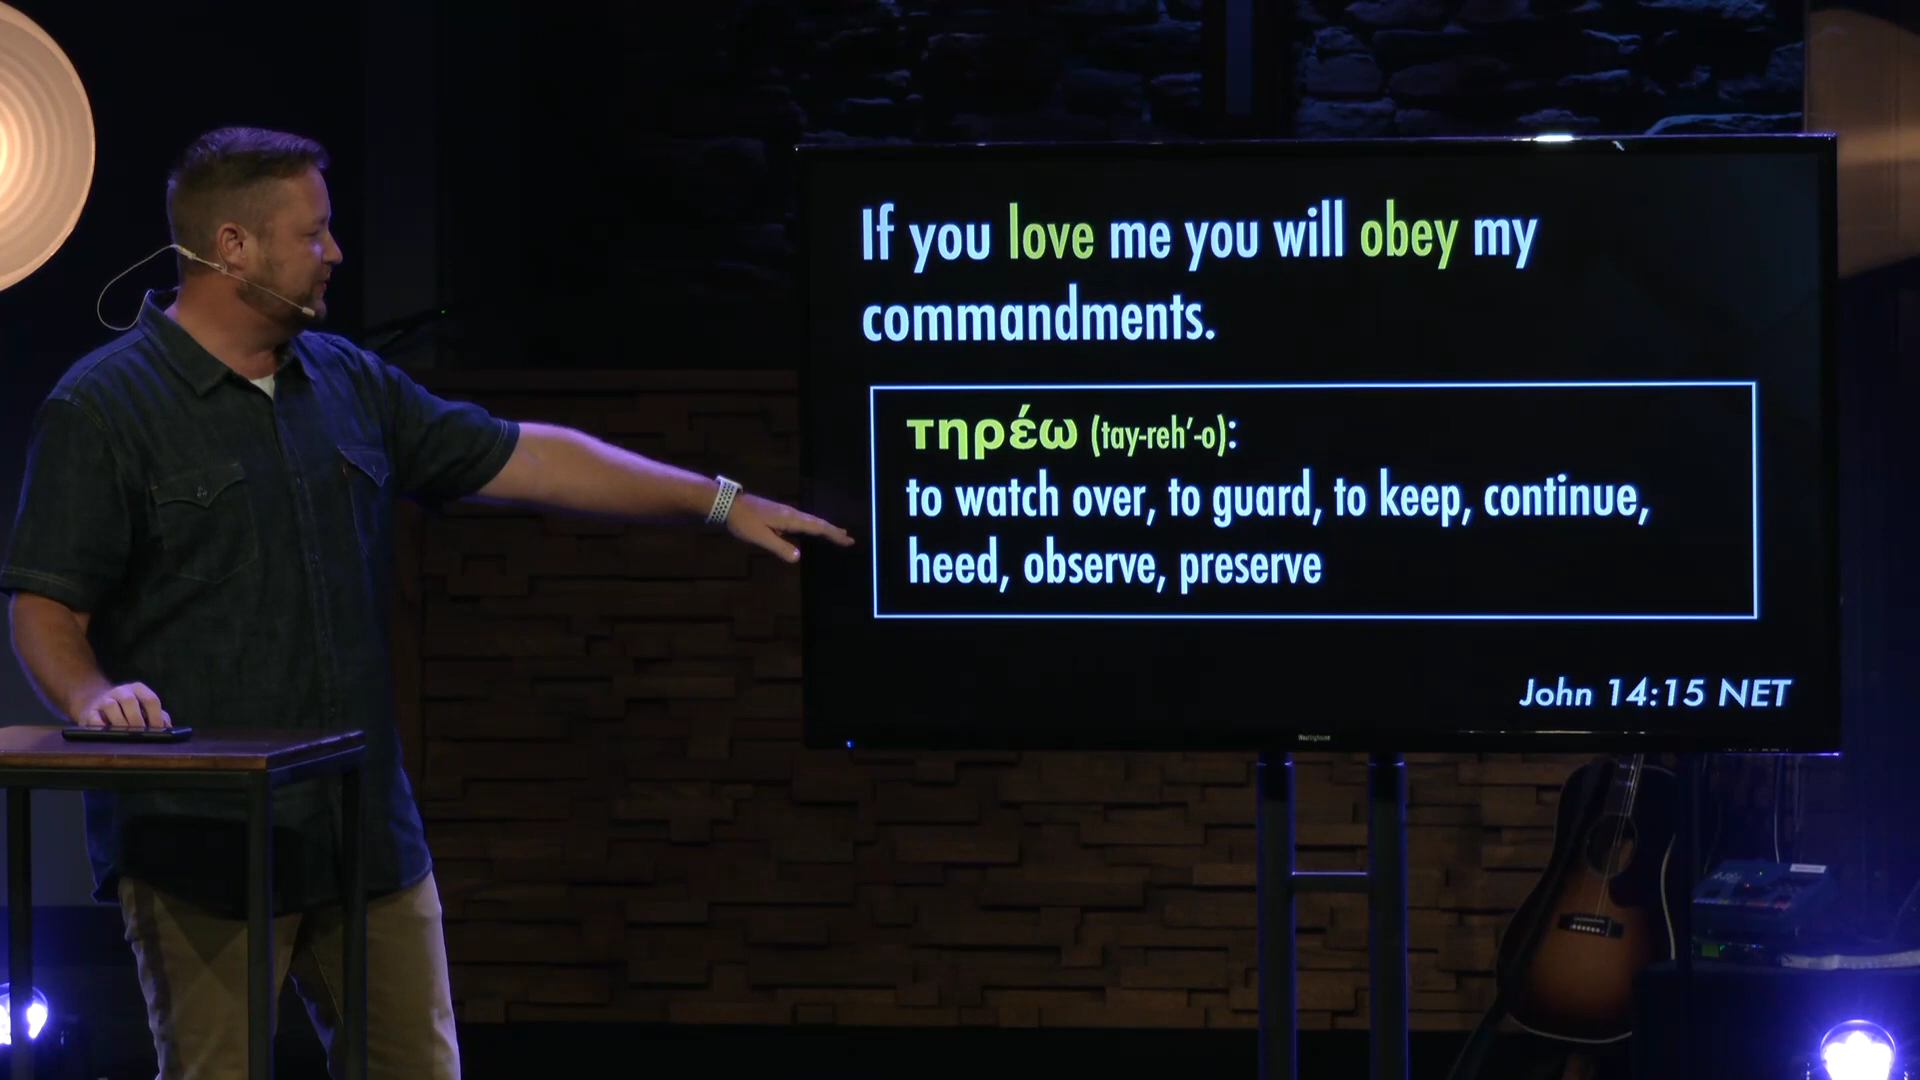 If you love me you will obey my
commandments.
τηρέω (tay-reh’-o):
to watch over, to guard, to keep, continue,
heed, observe, preserve
John 14:15 NET
Westinghouse